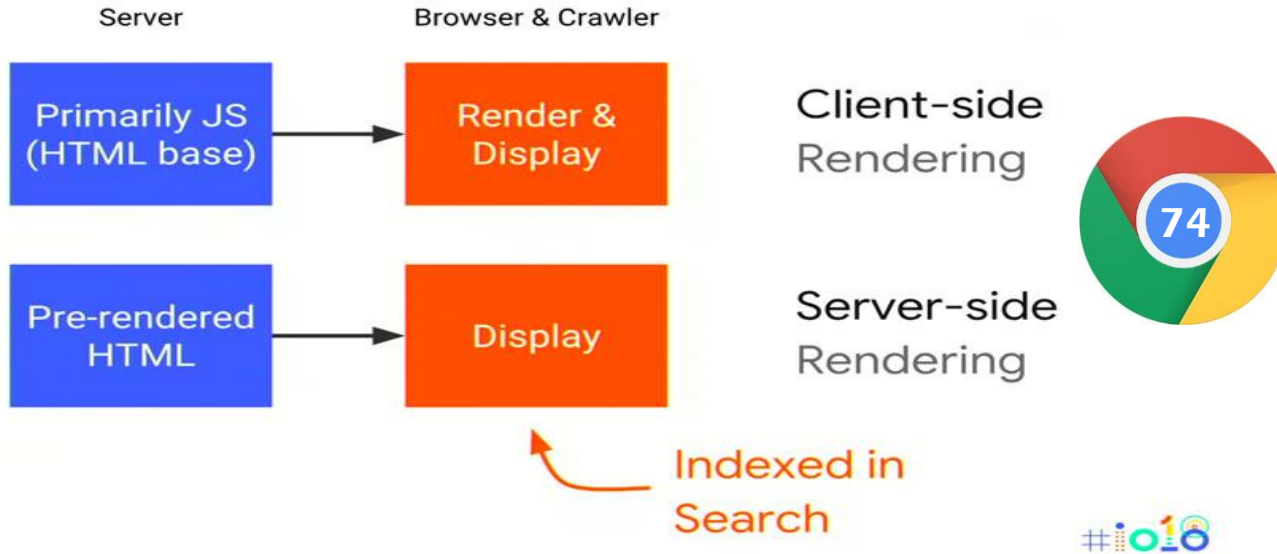 Server
Browser & Crawler
Primarily JS
(HTML base)
Render &
Display
Client-side
Rendering
74
Pre-rendered
HTML
Display
Server-side
Rendering
Indexed in
Search
#io18